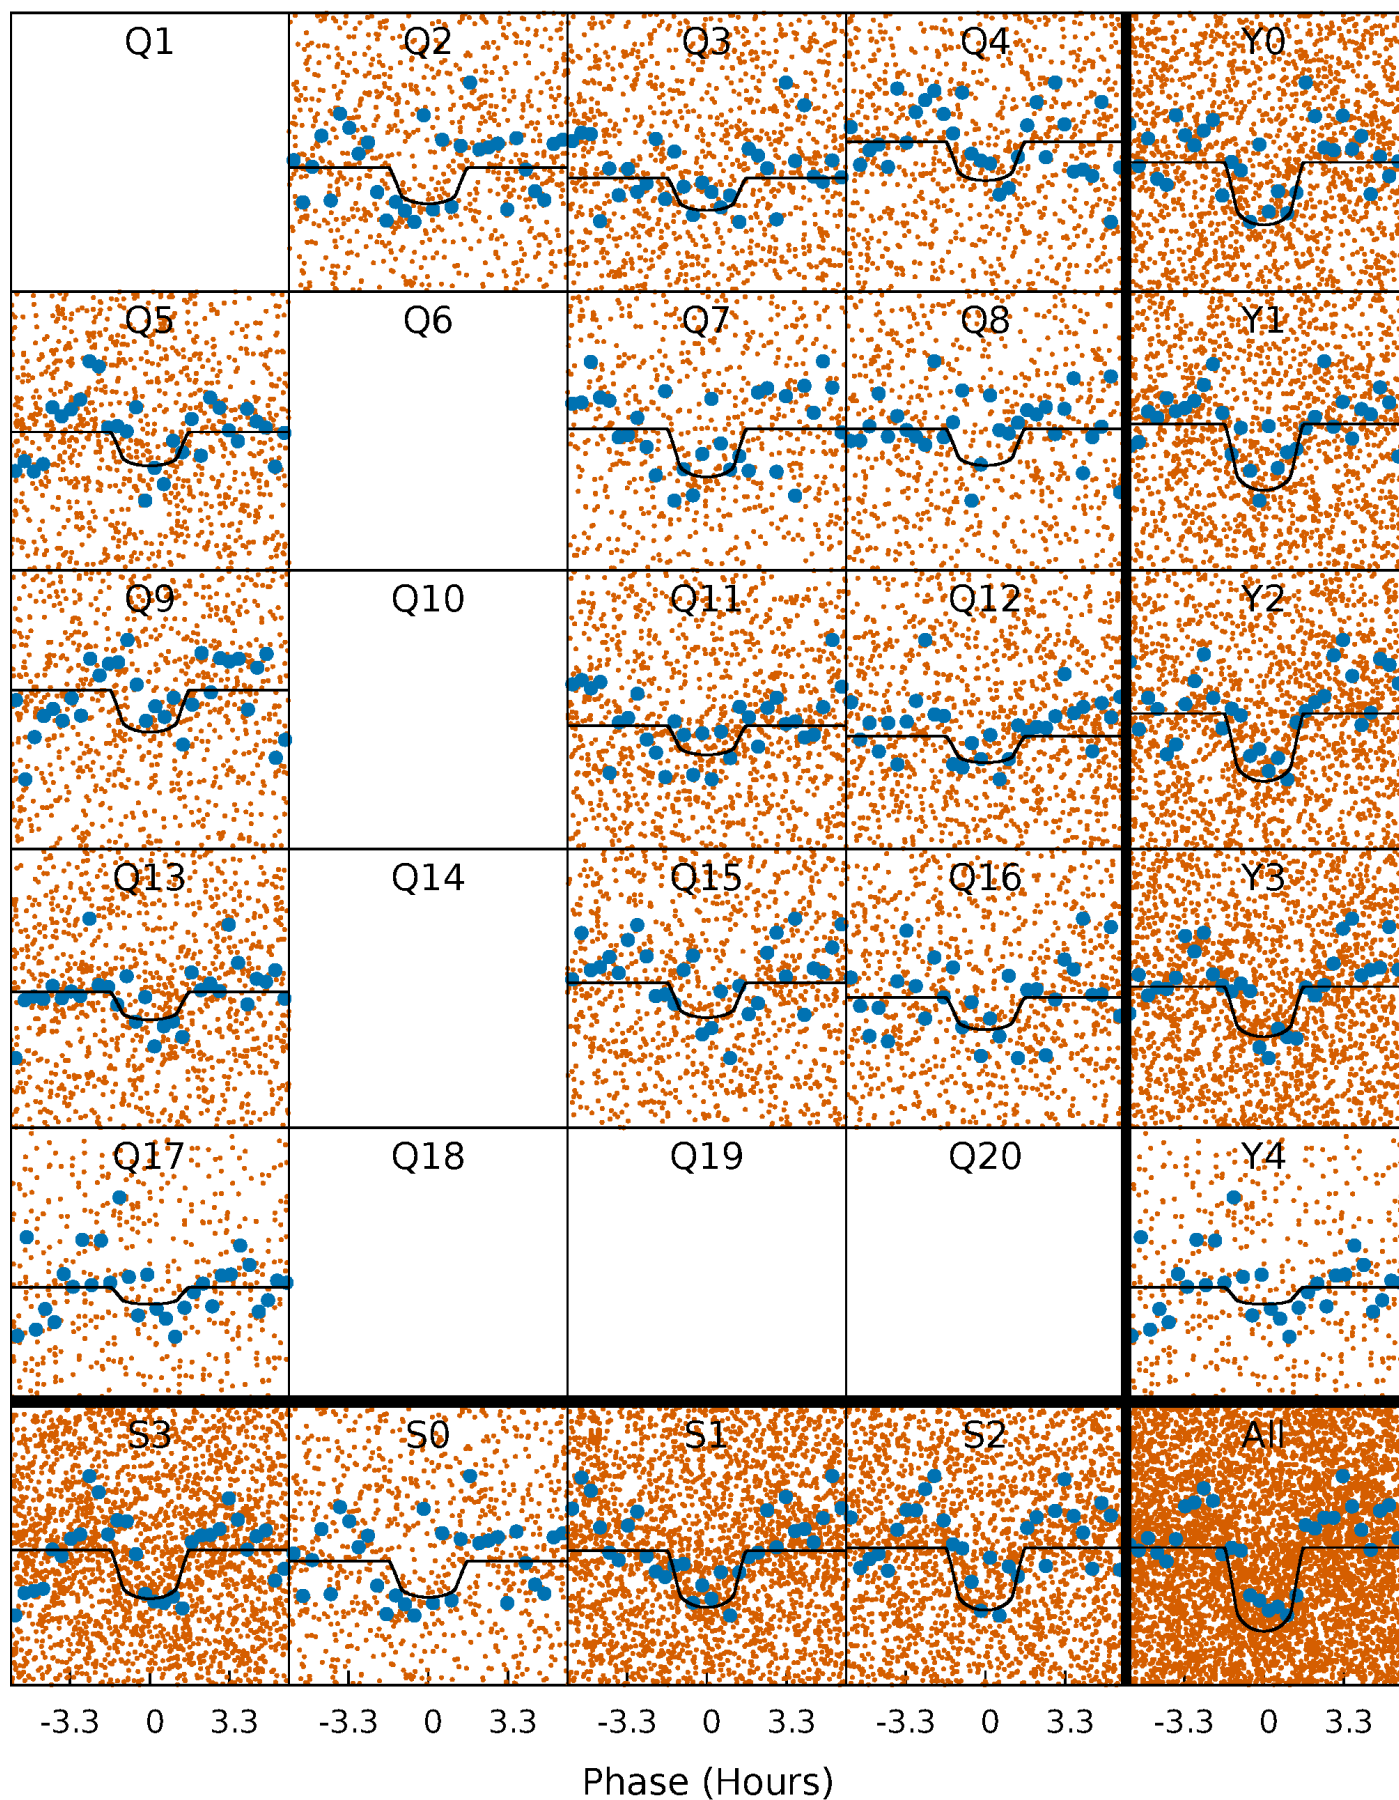 Q1 Q2 Q3 Q4 Y0
Q5 Q6 Q7 Q8 Y1
Q9 Q10 Q11 Q12 Y2
Q13 Q14 Q15 Q16 Y3
Q17 Q18 Q19 Q20 Y4
S3 S0 S1 S2 All
-3.3 0 3.3 -3.3 0 3.3 -3.3 0 3.3 -3.3 0 3.3 -3.3 0 3.3
Phase (Hours)